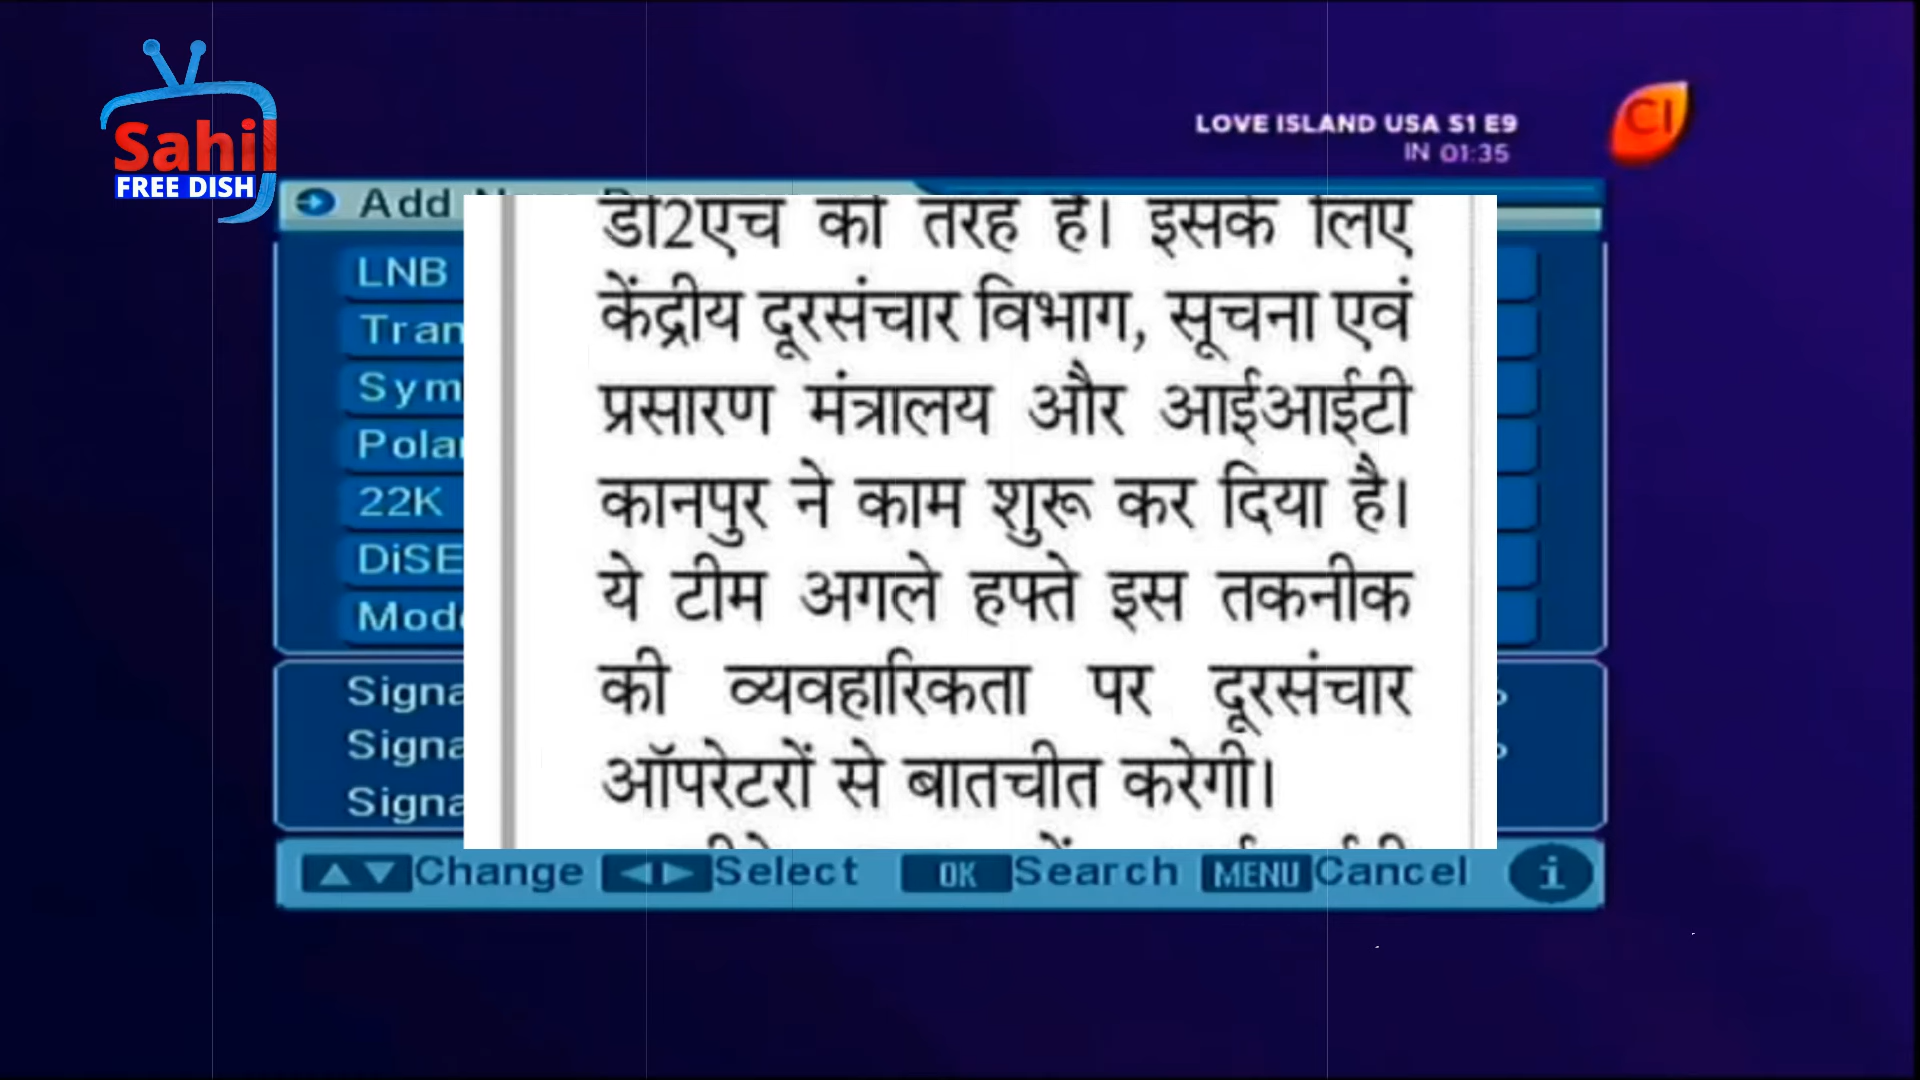 Sahil
FREE DISH
LOVE ISLAND USA S1 E9
IN 01:35
CI
Add
डी2एच की तरह है। इसके लिए
केंद्रीय दूरसंचार विभाग, सूचना एवं
प्रसारण मंत्रालय और आईआईटी
कानपुर ने काम शुरू कर दिया है।
ये टीम अगले हफ्ते इस तकनीक
की व्यवहारिकता पर दूरसंचार
ऑपरेटरों से बातचीत करेगी।
LNB
Tran
Sym
Pola
22K
DiSE
Mod
Signa
Signa
Signa
Change Select OK Search MENU Cancel i